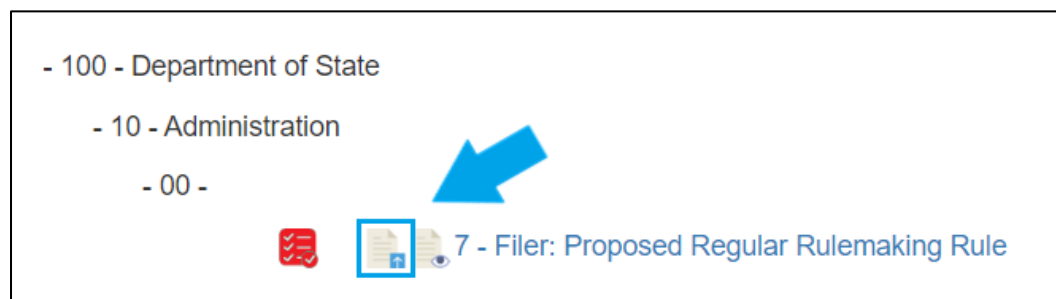 - 100 - Department of State
- 10 - Administration
- 00 -
7 - Filer: Proposed Regular Rulemaking Rule